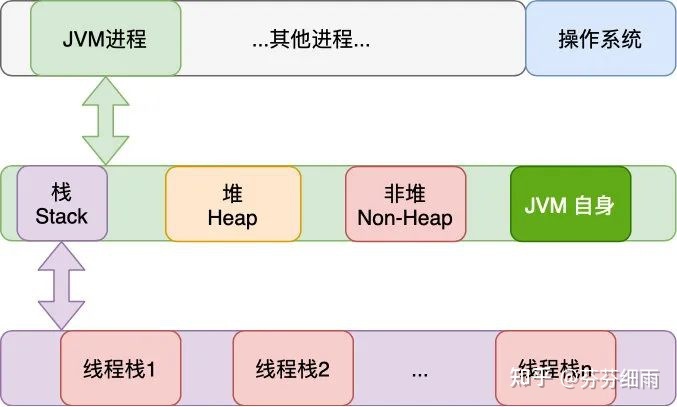 JVM进程
...其他进程...
操作系统
栈
Stack
堆
Heap
非堆
Non-Heap
JVM 自身
线程栈1
线程栈2
...
线程栈n
知乎 @芬芬细雨